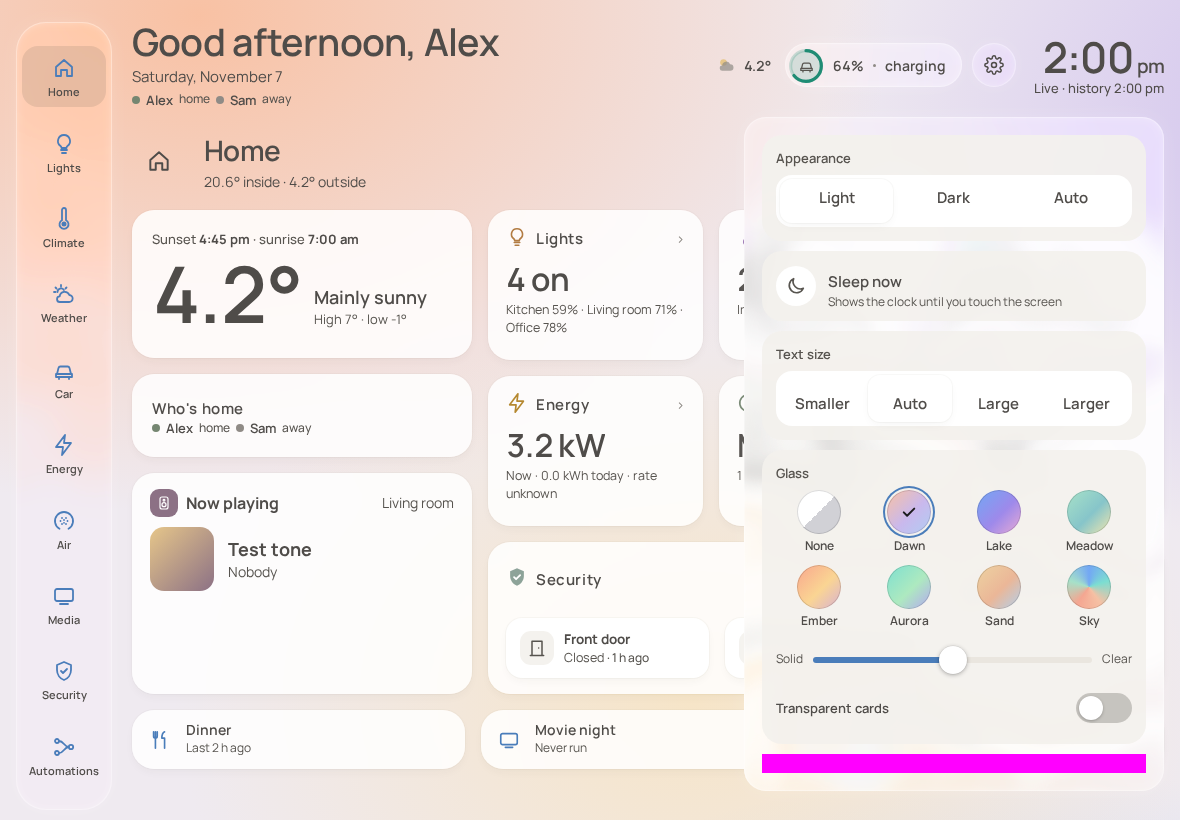 Home
Lights
Climate
Weather
Car
Energy
Air
Media
Security
Automations
Good afternoon, Alex
Saturday, November 7
Alex home Sam away
4.2°
64% • charging
2:00 pm
Live · history 2:00 pm
Home
20.6° inside · 4.2° outside
Sunset 4:45 pm · sunrise 7:00 am
4.2°
Mainly sunny
High 7° · low -1°
Who's home
Alex home Sam away
Now playing
Living room
Test tone
Nobody
Lights
4 on
Kitchen 59% · Living room 71% ·
Office 78%
Energy
3.2 kW
Now · 0.0 kWh today · rate
unknown
Security
Front door
Closed · 1 h ago
Dinner
Last 2 h ago
Movie night
Never run
Appearance
Light
Dark
Auto
Sleep now
Shows the clock until you touch the screen
Text size
Smaller
Auto
Large
Larger
Glass
None
Dawn
Lake
Meadow
Ember
Aurora
Sand
Sky
Solid
Clear
Transparent cards